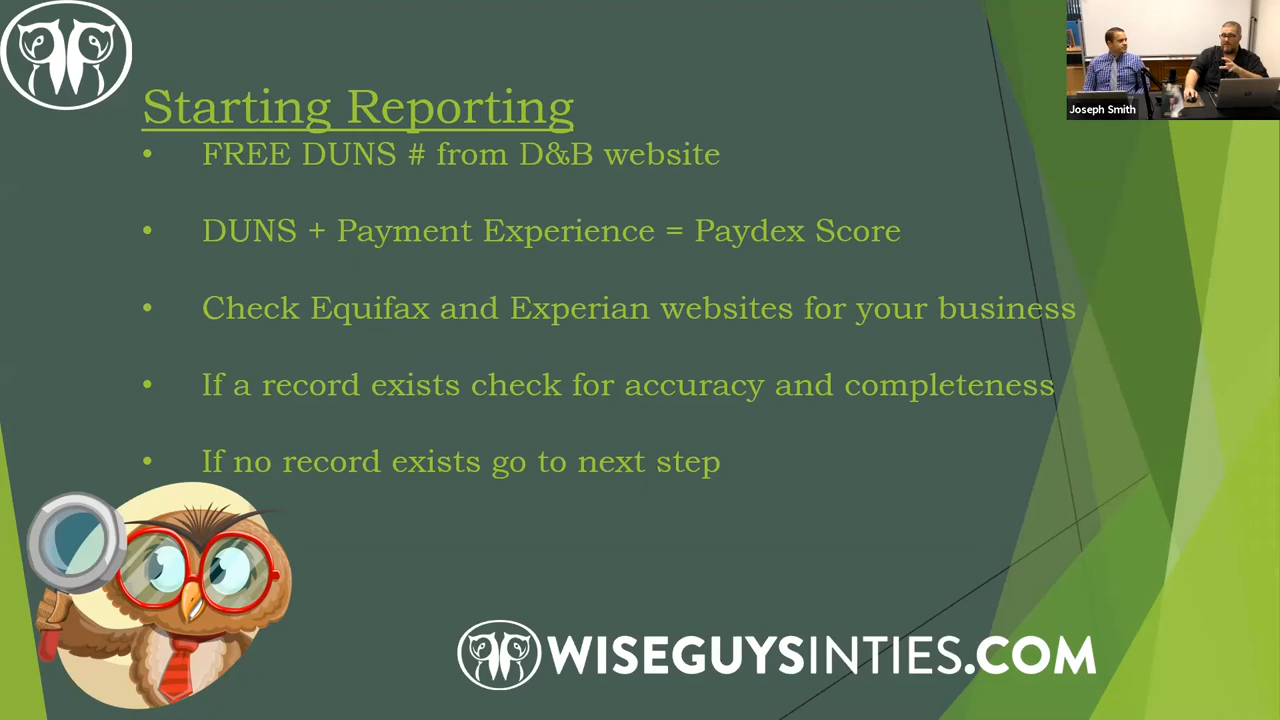 Starting Reporting
• FREE DUNS # from D&B website
• DUNS + Payment Experience = Paydex Score
• Check Equifax and Experian websites for your business
• If a record exists check for accuracy and completeness
• If no record exists go to next step
Joseph Smith
WISEGUYSINTIES.COM